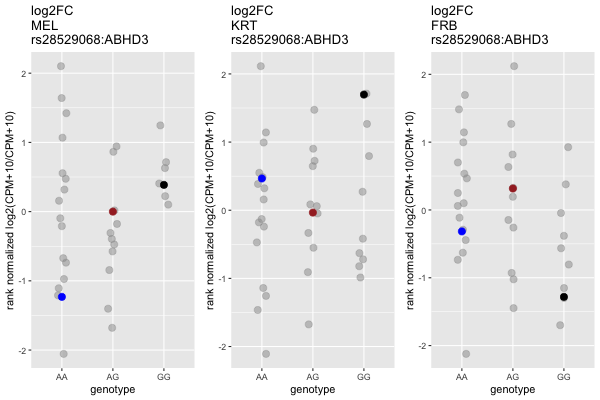 log2FC
MEL
rs28529068:ABHD3
rank normalized log2(CPM+10/CPM+10)
2
1
0
-1
-2
AA
AG
GG
genotype
log2FC
KRT
rs28529068:ABHD3
rank normalized log2(CPM+10/CPM+10)
2
1
0
-1
-2
AA
AG
GG
genotype
log2FC
FRB
rs28529068:ABHD3
rank normalized log2(CPM+10/CPM+10)
2
1
0
-1
-2
AA
AG
GG
genotype